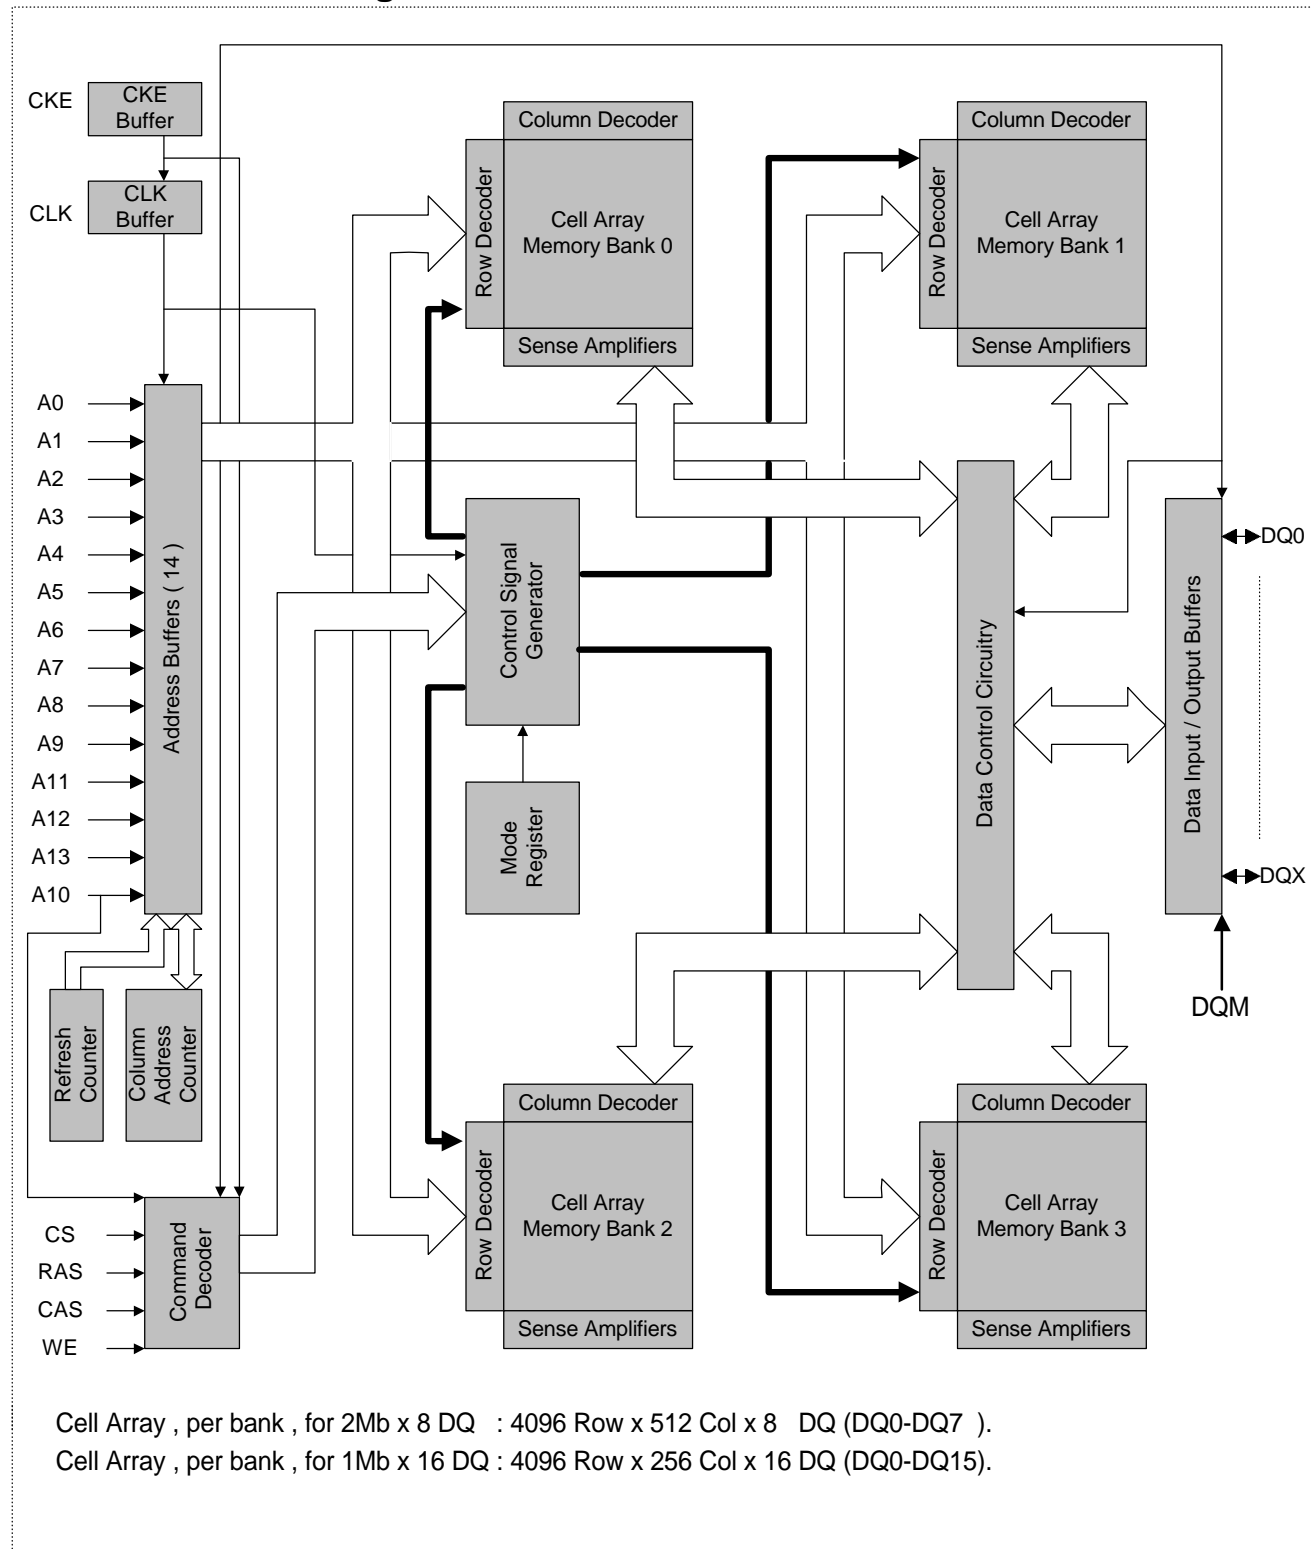 CKE
CKE
Buffer
CLK
CLK
Buffer
Column Decoder
Row Decoder
Cell Array
Memory Bank 0
Sense Amplifiers
Column Decoder
Row Decoder
Cell Array
Memory Bank 1
Sense Amplifiers
A0
A1
A2
A3
A4
A5
A6
A7
A8
A9
A11
A12
A13
A10
Address Buffers ( 14 )
Control Signal
Generator
Mode
Register
Data Control Circuitry
Data Input / Output Buffers
DQ0
DQX
DQM
Refresh
Counter
Column
Address
Counter
CS
RAS
CAS
WE
Command
Decoder
Column Decoder
Row Decoder
Cell Array
Memory Bank 2
Sense Amplifiers
Column Decoder
Row Decoder
Cell Array
Memory Bank 3
Sense Amplifiers
Cell Array , per bank , for 2Mb x 8 DQ : 4096 Row x 512 Col x 8 DQ (DQ0-DQ7 ).
Cell Array , per bank , for 1Mb x 16 DQ : 4096 Row x 256 Col x 16 DQ (DQ0-DQ15).